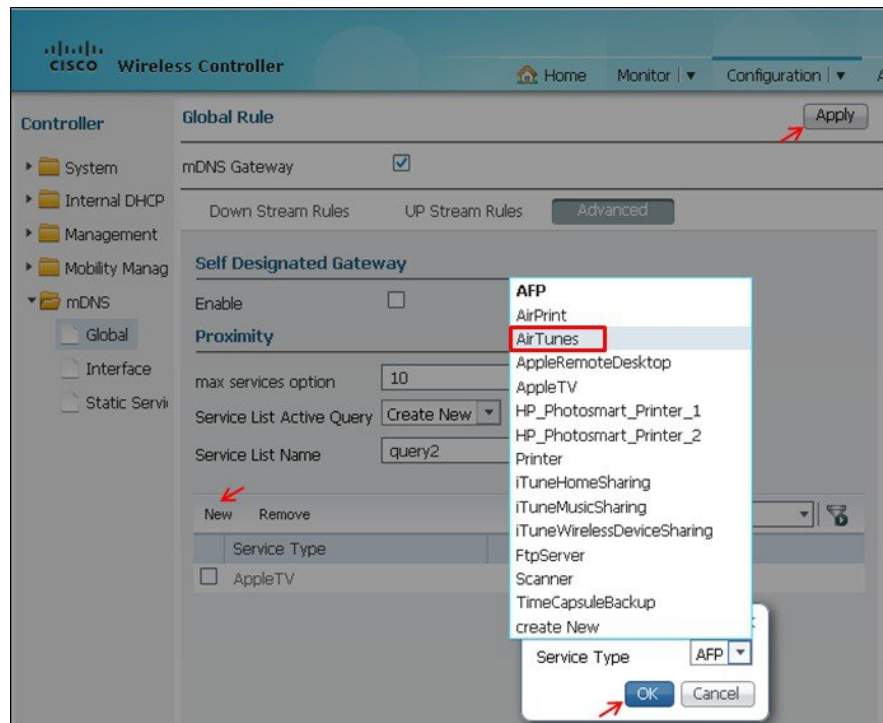 CISCO Wireless Controller
Home Monitor Configuration
Controller
System
Internal DHCP
Management
Mobility Manag
mDNS
Global
Interface
Static Servi
Global Rule Apply
mDNS Gateway
Down Stream Rules UP Stream Rules Advanced
Self Designated Gateway
Enable
Proximity
max services option 10
Service List Active Query Create New
Service List Name query2
New Remove
Service Type
AppleTV
AFP
AirPrint
AirTunes
AppleRemoteDesktop
AppleTV
HP_Photosmart_Printer_1
HP_Photosmart_Printer_2
Printer
iTuneHomeSharing
iTuneMusicSharing
iTuneWirelessDeviceSharing
FtpServer
Scanner
TimeCapsuleBackup
create New
Service Type AFP
OK Cancel